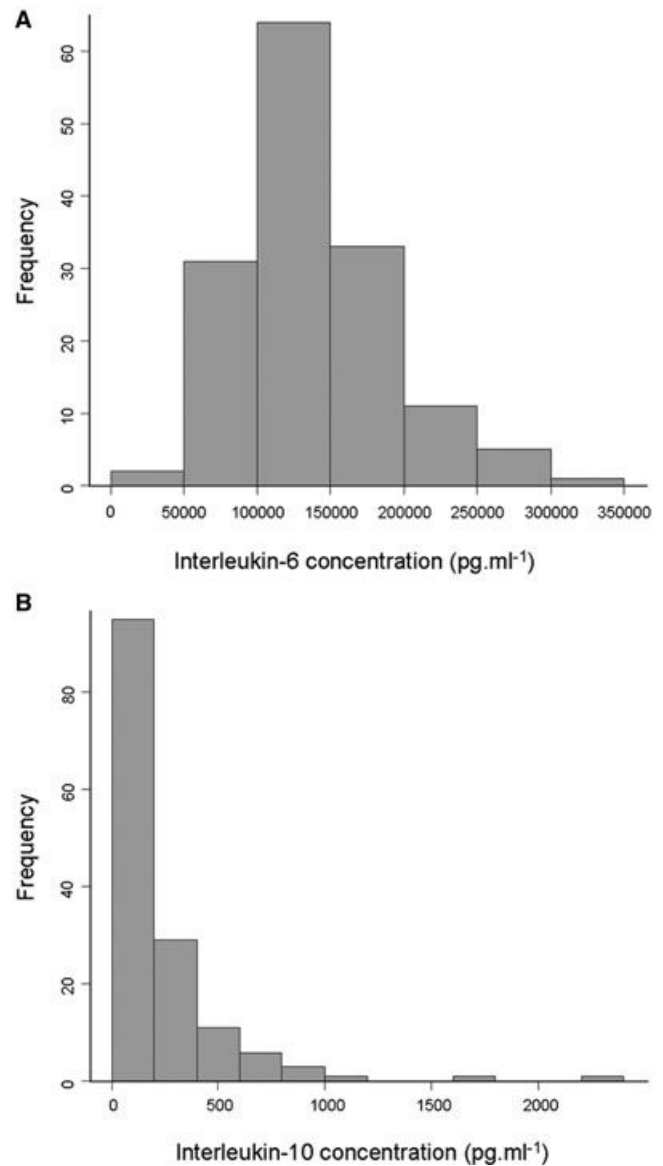 A
Frequency
60
50
40
30
20
10
0
0 50000 100000 150000 200000 250000 300000 350000
Interleukin-6 concentration (pg.ml⁻¹)
B
Frequency
80
60
40
20
0
0 500 1000 1500 2000
Interleukin-10 concentration (pg.ml⁻¹)